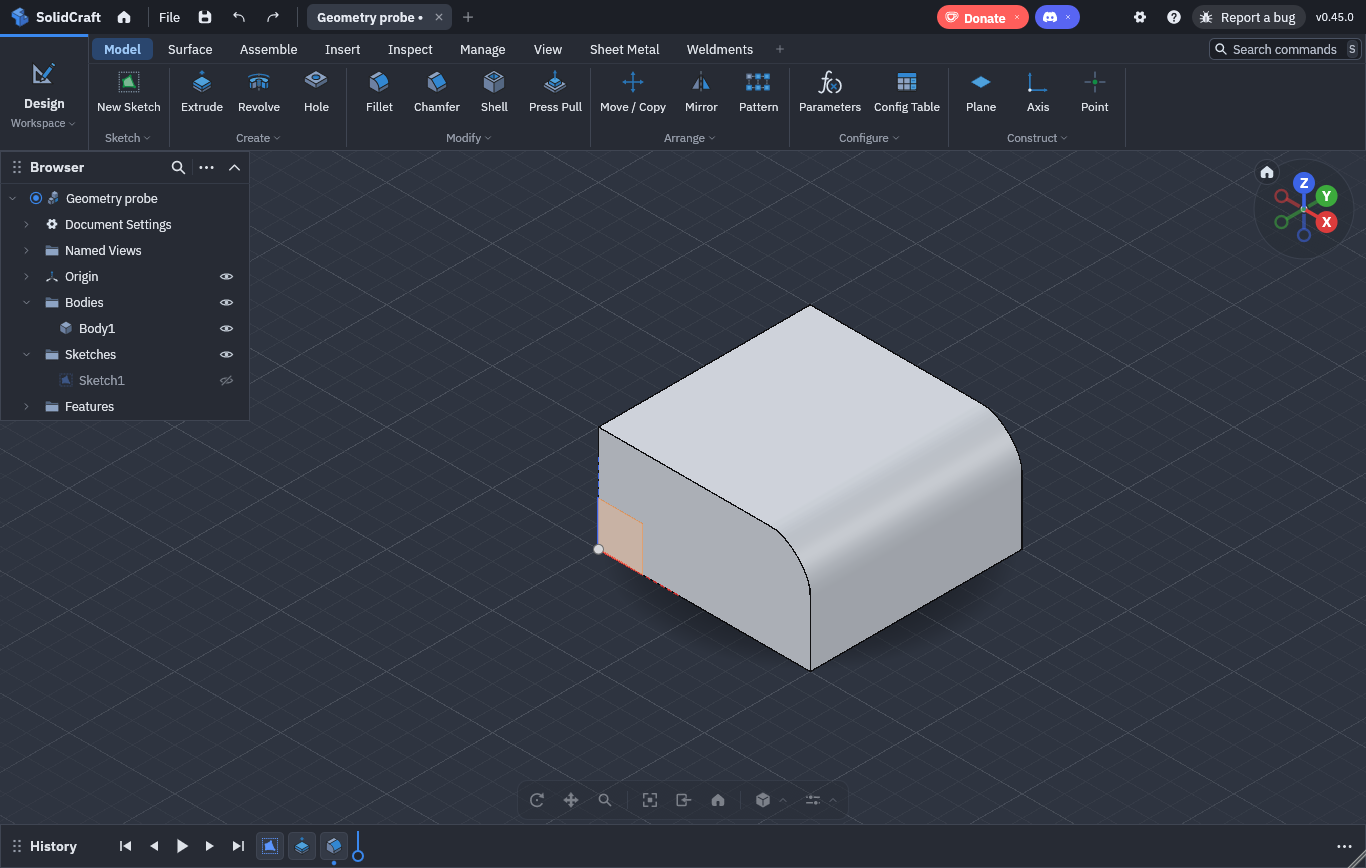 SolidCraft
File
Geometry probe •
Donate
Report a bug
v0.45.0
Design
Workspace
Model
Surface
Assemble
Insert
Inspect
Manage
View
Sheet Metal
Weldments
Search commands
S
New Sketch
Extrude
Revolve
Hole
Fillet
Chamfer
Shell
Press Pull
Move / Copy
Mirror
Pattern
Parameters
Config Table
Plane
Axis
Point
Sketch
Create
Modify
Arrange
Configure
Construct
Browser
Geometry probe
Document Settings
Named Views
Origin
Bodies
Body1
Sketches
Sketch1
Features
Z
Y
X
History